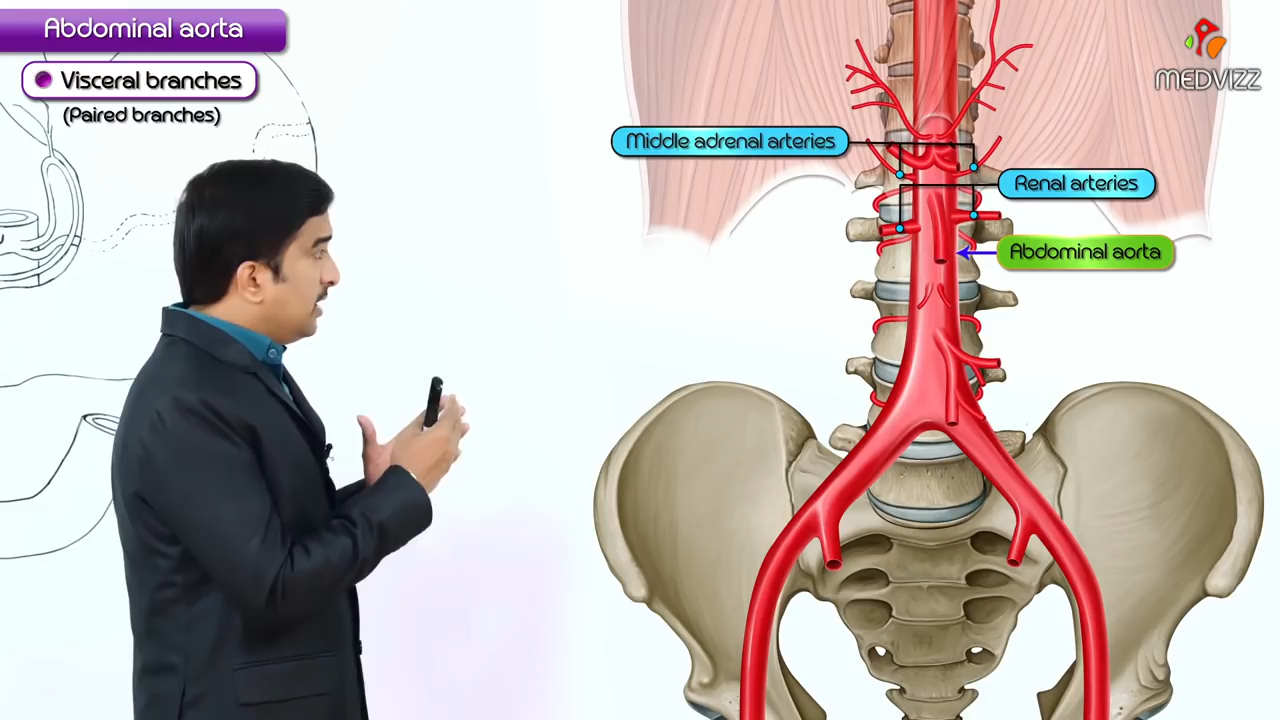 Abdominal aorta
Visceral branches
(Paired branches)
MEDVIZZ
Middle adrenal arteries
Renal arteries
Abdominal aorta